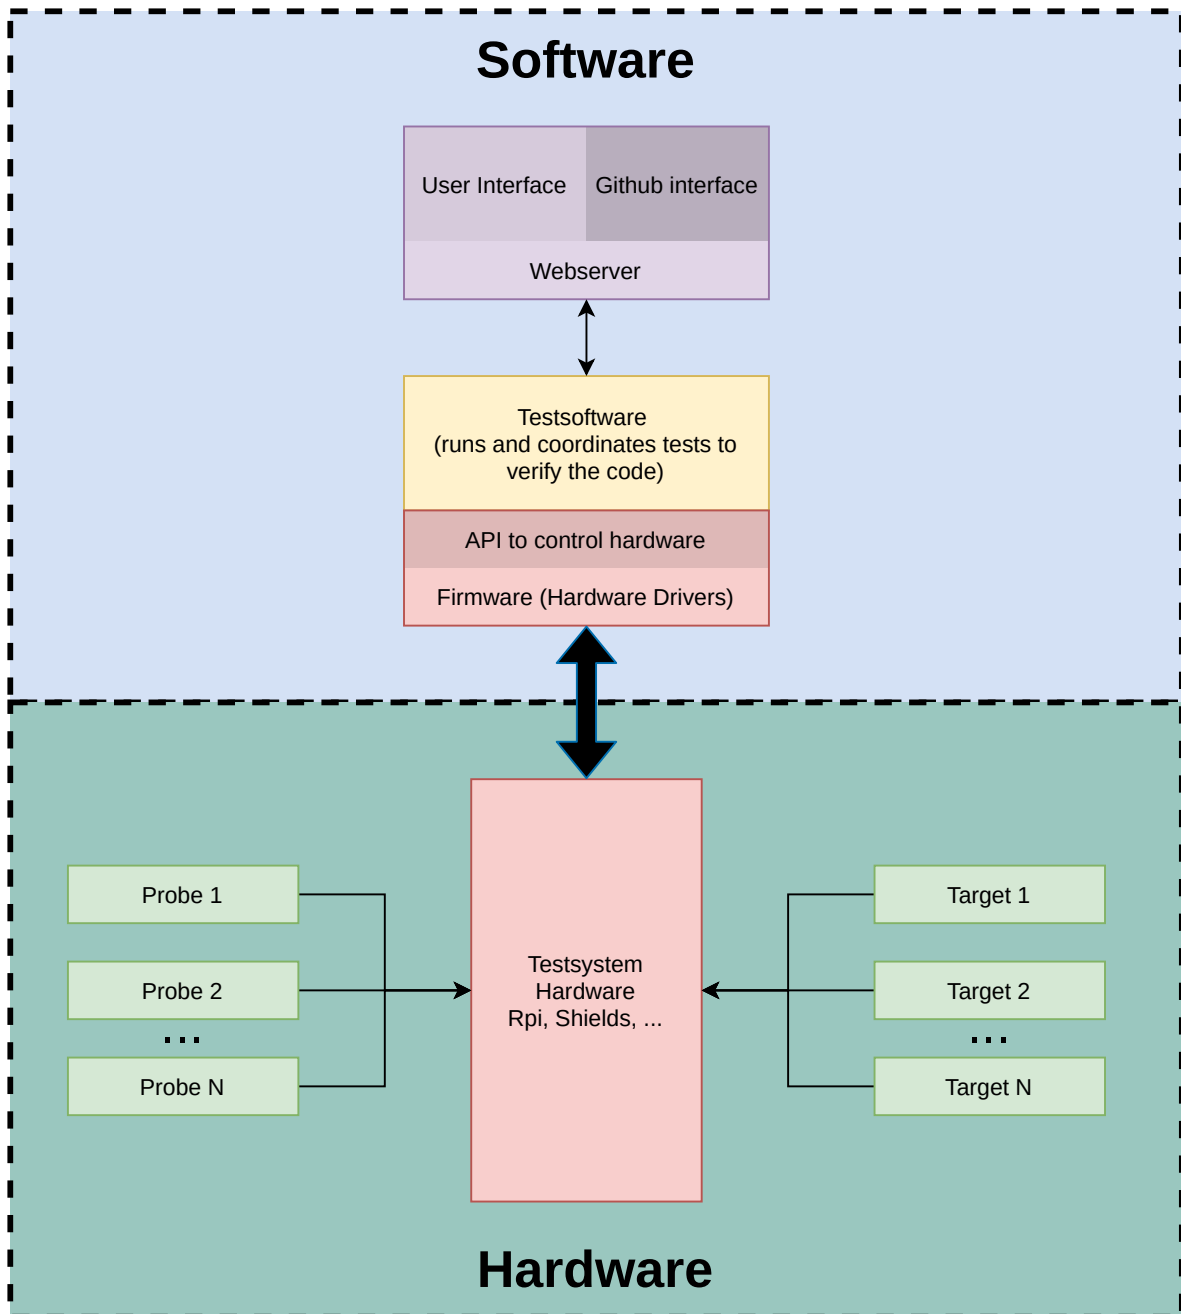 Software
User Interface
Github interface
Webserver
Testsoftware
(runs and coordinates tests to
verify the code)
API to control hardware
Firmware (Hardware Drivers)
Probe 1
Probe 2
...
Probe N
Testsystem
Hardware
Rpi, Shields, ...
Target 1
Target 2
...
Target N
Hardware